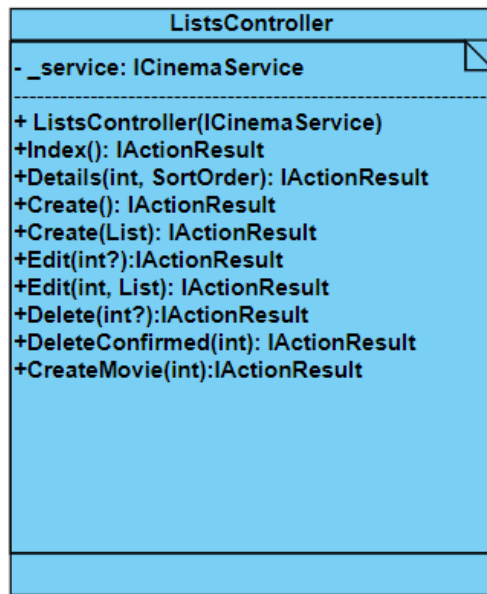 ListsController
- _service: ICinemaService
+ ListsController(ICinemaService)
+Index(): IActionResult
+Details(int, SortOrder): IActionResult
+Create(): IActionResult
+Create(List): IActionResult
+Edit(int?):IActionResult
+Edit(int, List): IActionResult
+Delete(int?):IActionResult
+DeleteConfirmed(int): IActionResult
+CreateMovie(int):IActionResult